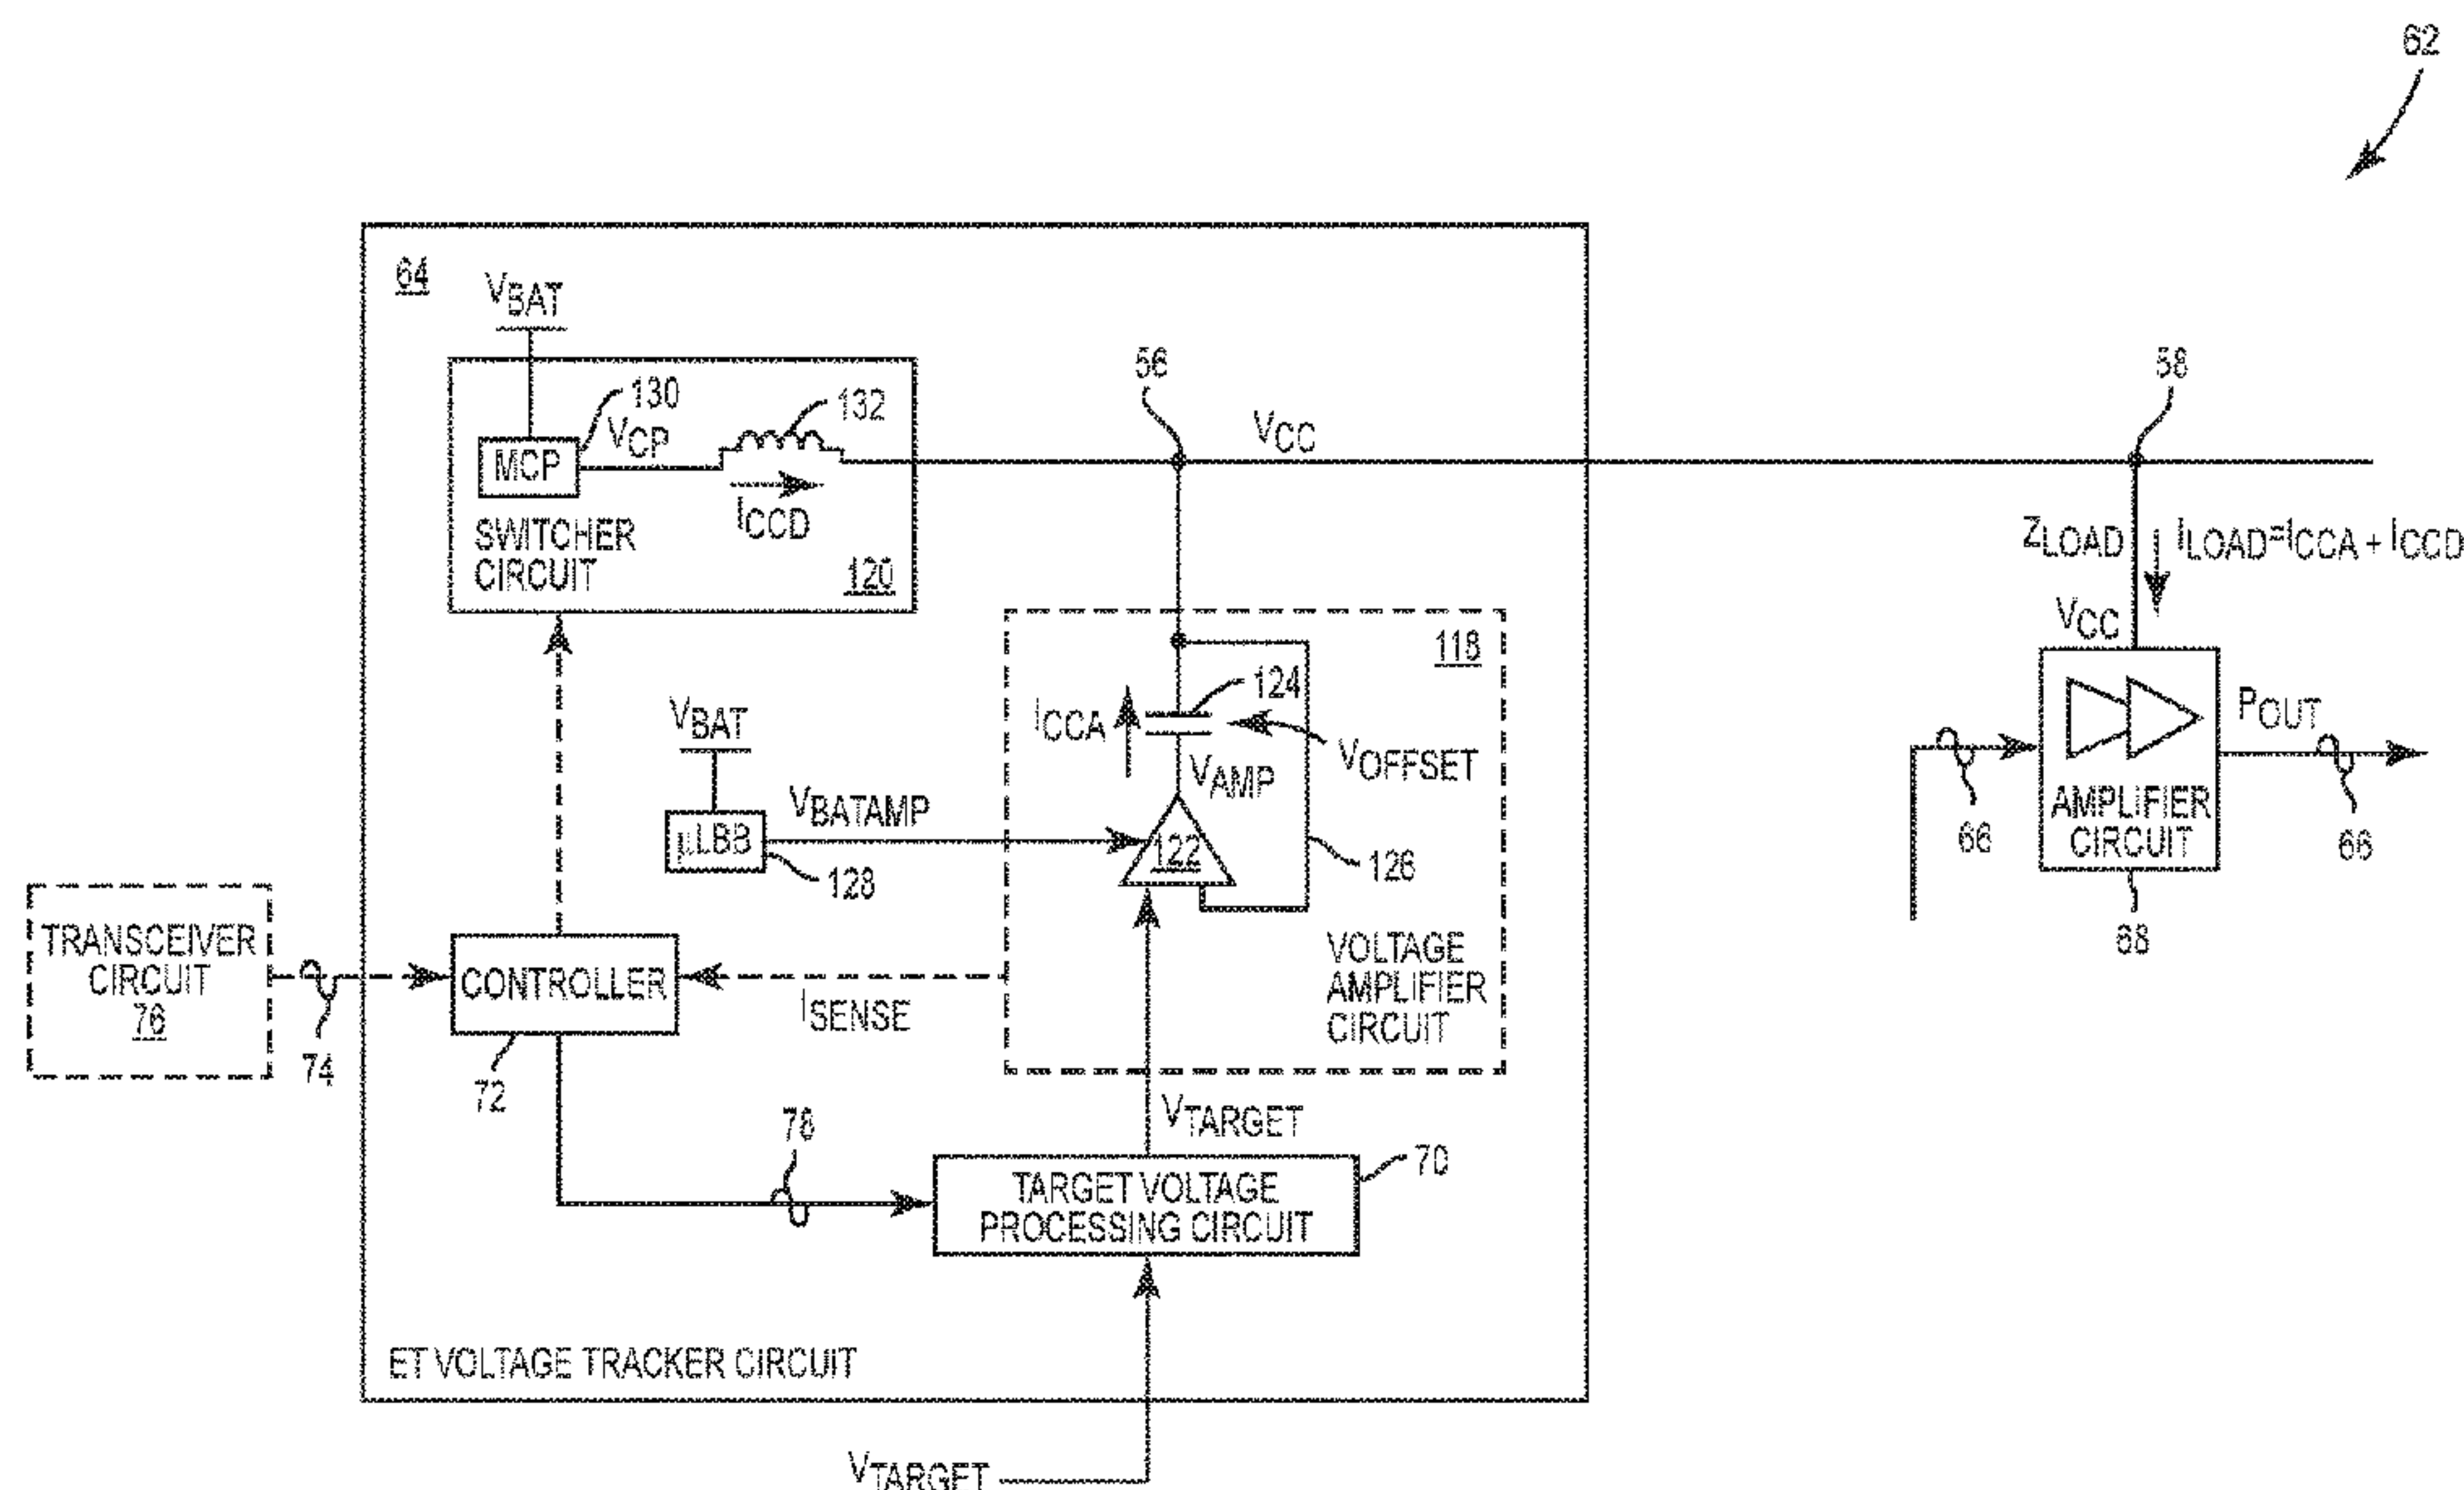 62
64
VBAT
130
VCP
132
MCP
ICCD
SWITCHER
CIRCUIT
120
56
VCC
58
ZLOAD
ILOAD=ICCA + ICCD
VCC
118
124
ICCA
VOFFSET
VAMP
VBAT
VBATAMP
µLBB
128
122
126
POUT
66
AMPLIFIER
CIRCUIT
66
68
TRANSCEIVER
CIRCUIT
76
74
CONTROLLER
72
ISENSE
VOLTAGE
AMPLIFIER
CIRCUIT
VTARGET
78
70
TARGET VOLTAGE
PROCESSING CIRCUIT
ET VOLTAGE TRACKER CIRCUIT
VTARGET